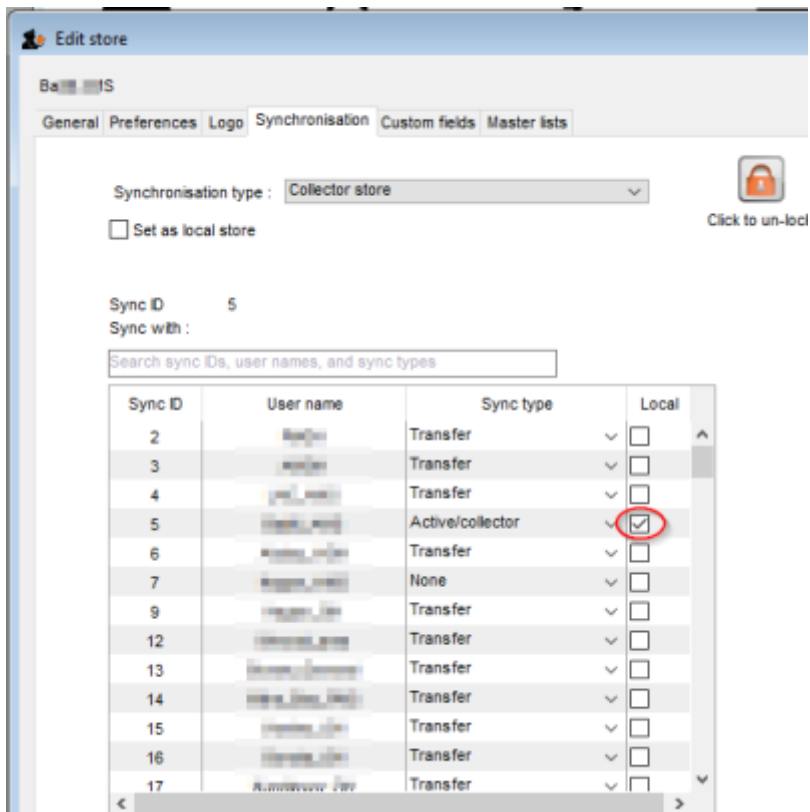 Edit store
General Preferences Logo Synchronisation Custom fields Master lists
Synchronisation type : Collector store
Set as local store
Click to un-lock
Sync ID 5
Sync with :
Search sync IDs, user names, and sync types
Sync ID User name Sync type Local
2 Transfer
3 Transfer
4 Transfer
5 Active/collector
6 Transfer
7 None
9 Transfer
12 Transfer
13 Transfer
14 Transfer
15 Transfer
16 Transfer
17 Transfer